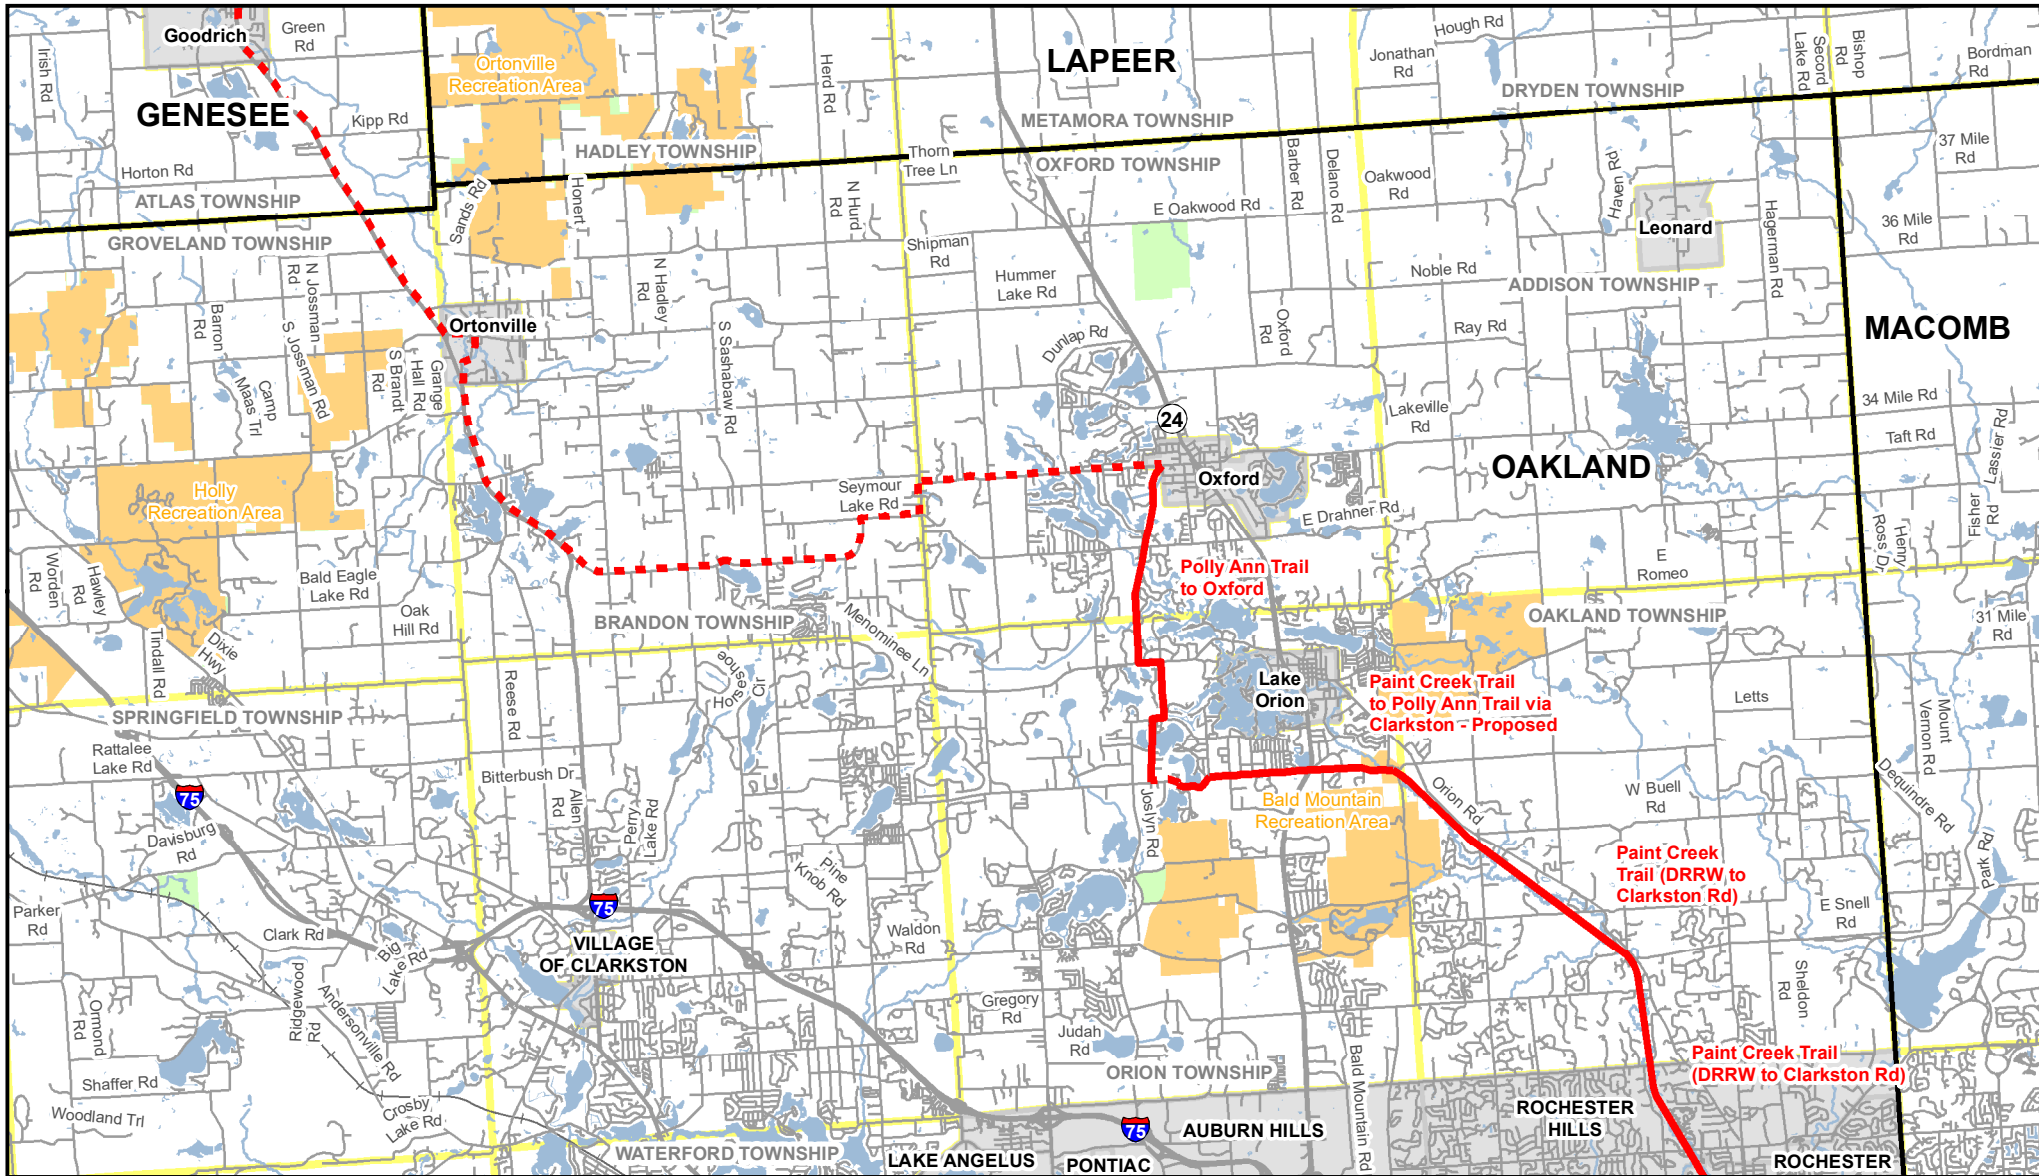 Goodrich
Green
Rd
Irish Rd
GENESEE
Kipp Rd
Horton Rd
ATLAS TOWNSHIP
GROVELAND TOWNSHIP
Ortonville
Recreation Area
HADLEY TOWNSHIP
Herd Rd
LAPEER
METAMORA TOWNSHIP
OXFORD TOWNSHIP
Thorn
Tree Ln
Hough Rd
Jonathan
Rd
DRYDEN TOWNSHIP
Secord
Lake Rd
Bishop
Rd
Bordman
Rd
37 Mile
Rd
36 Mile
Rd
Sands Rd
Honert
N Hurd
Rd
Barber Rd
Delano Rd
Oakwood
Rd
Haven Rd
Leonard
Hagerman Rd
E Oakwood Rd
Shipman
Rd
Hummer
Lake Rd
Noble Rd
ADDISON TOWNSHIP
N Hadley
Rd
Barron
Rd
N Jossman
Rd
S Jossman Rd
S Brandt
Rd
Grange
Hall Rd
Camp
Maas Trl
Ortonville
S Sashabaw Rd
Dunlap Rd
Oxford
Rd
Ray Rd
MACOMB
24
Lakeville
Rd
34 Mile Rd
Taft Rd
Lassier Rd
Fisher
Rd
OAKLAND
Oxford
Holly
Recreation Area
Seymour
Lake Rd
E Drahner Rd
Henny
Ross Dr
E
Romeo
Worden
Rd
Hawley
Rd
Bald Eagle
Lake Rd
Oak
Hill Rd
Polly Ann Trail
to Oxford
BRANDON TOWNSHIP
Menominee Ln
OAKLAND TOWNSHIP
31 Mile
Rd
Tindall Rd
Dixie
Hwy
Reese Rd
Horseshoe
Cir
Lake
Orion
Paint Creek Trail
to Polly Ann Trail via
Clarkston - Proposed
Letts
Mount
Vernon Rd
SPRINGFIELD TOWNSHIP
Rattalee
Lake Rd
75
Davisburg
Rd
Bitterbush Dr
Allen
Rd
Perry
Lake Rd
Joslyn Rd
Bald Mountain
Recreation Area
Orion Rd
W Buell
Rd
Dequindre Rd
Park Rd
Pine
Knob Rd
Paint Creek
Trail (DRRW to
Clarkston Rd)
E Snell
Rd
Parker
Rd
Clark Rd
Big
Lake Rd
75
VILLAGE
OF CLARKSTON
Waldon
Rd
Sheldon
Rd
Ormond
Rd
Ridgewood
Rd
Andersonville Rd
Gregory
Rd
Judah
Rd
Bald Mountain Rd
Paint Creek Trail
(DRRW to Clarkston Rd)
Shaffer Rd
Woodland Trl
Crosby
Lake Rd
ORION TOWNSHIP
75
AUBURN HILLS
ROCHESTER
HILLS
WATERFORD TOWNSHIP
LAKE ANGELUS
PONTIAC
ROCHESTER